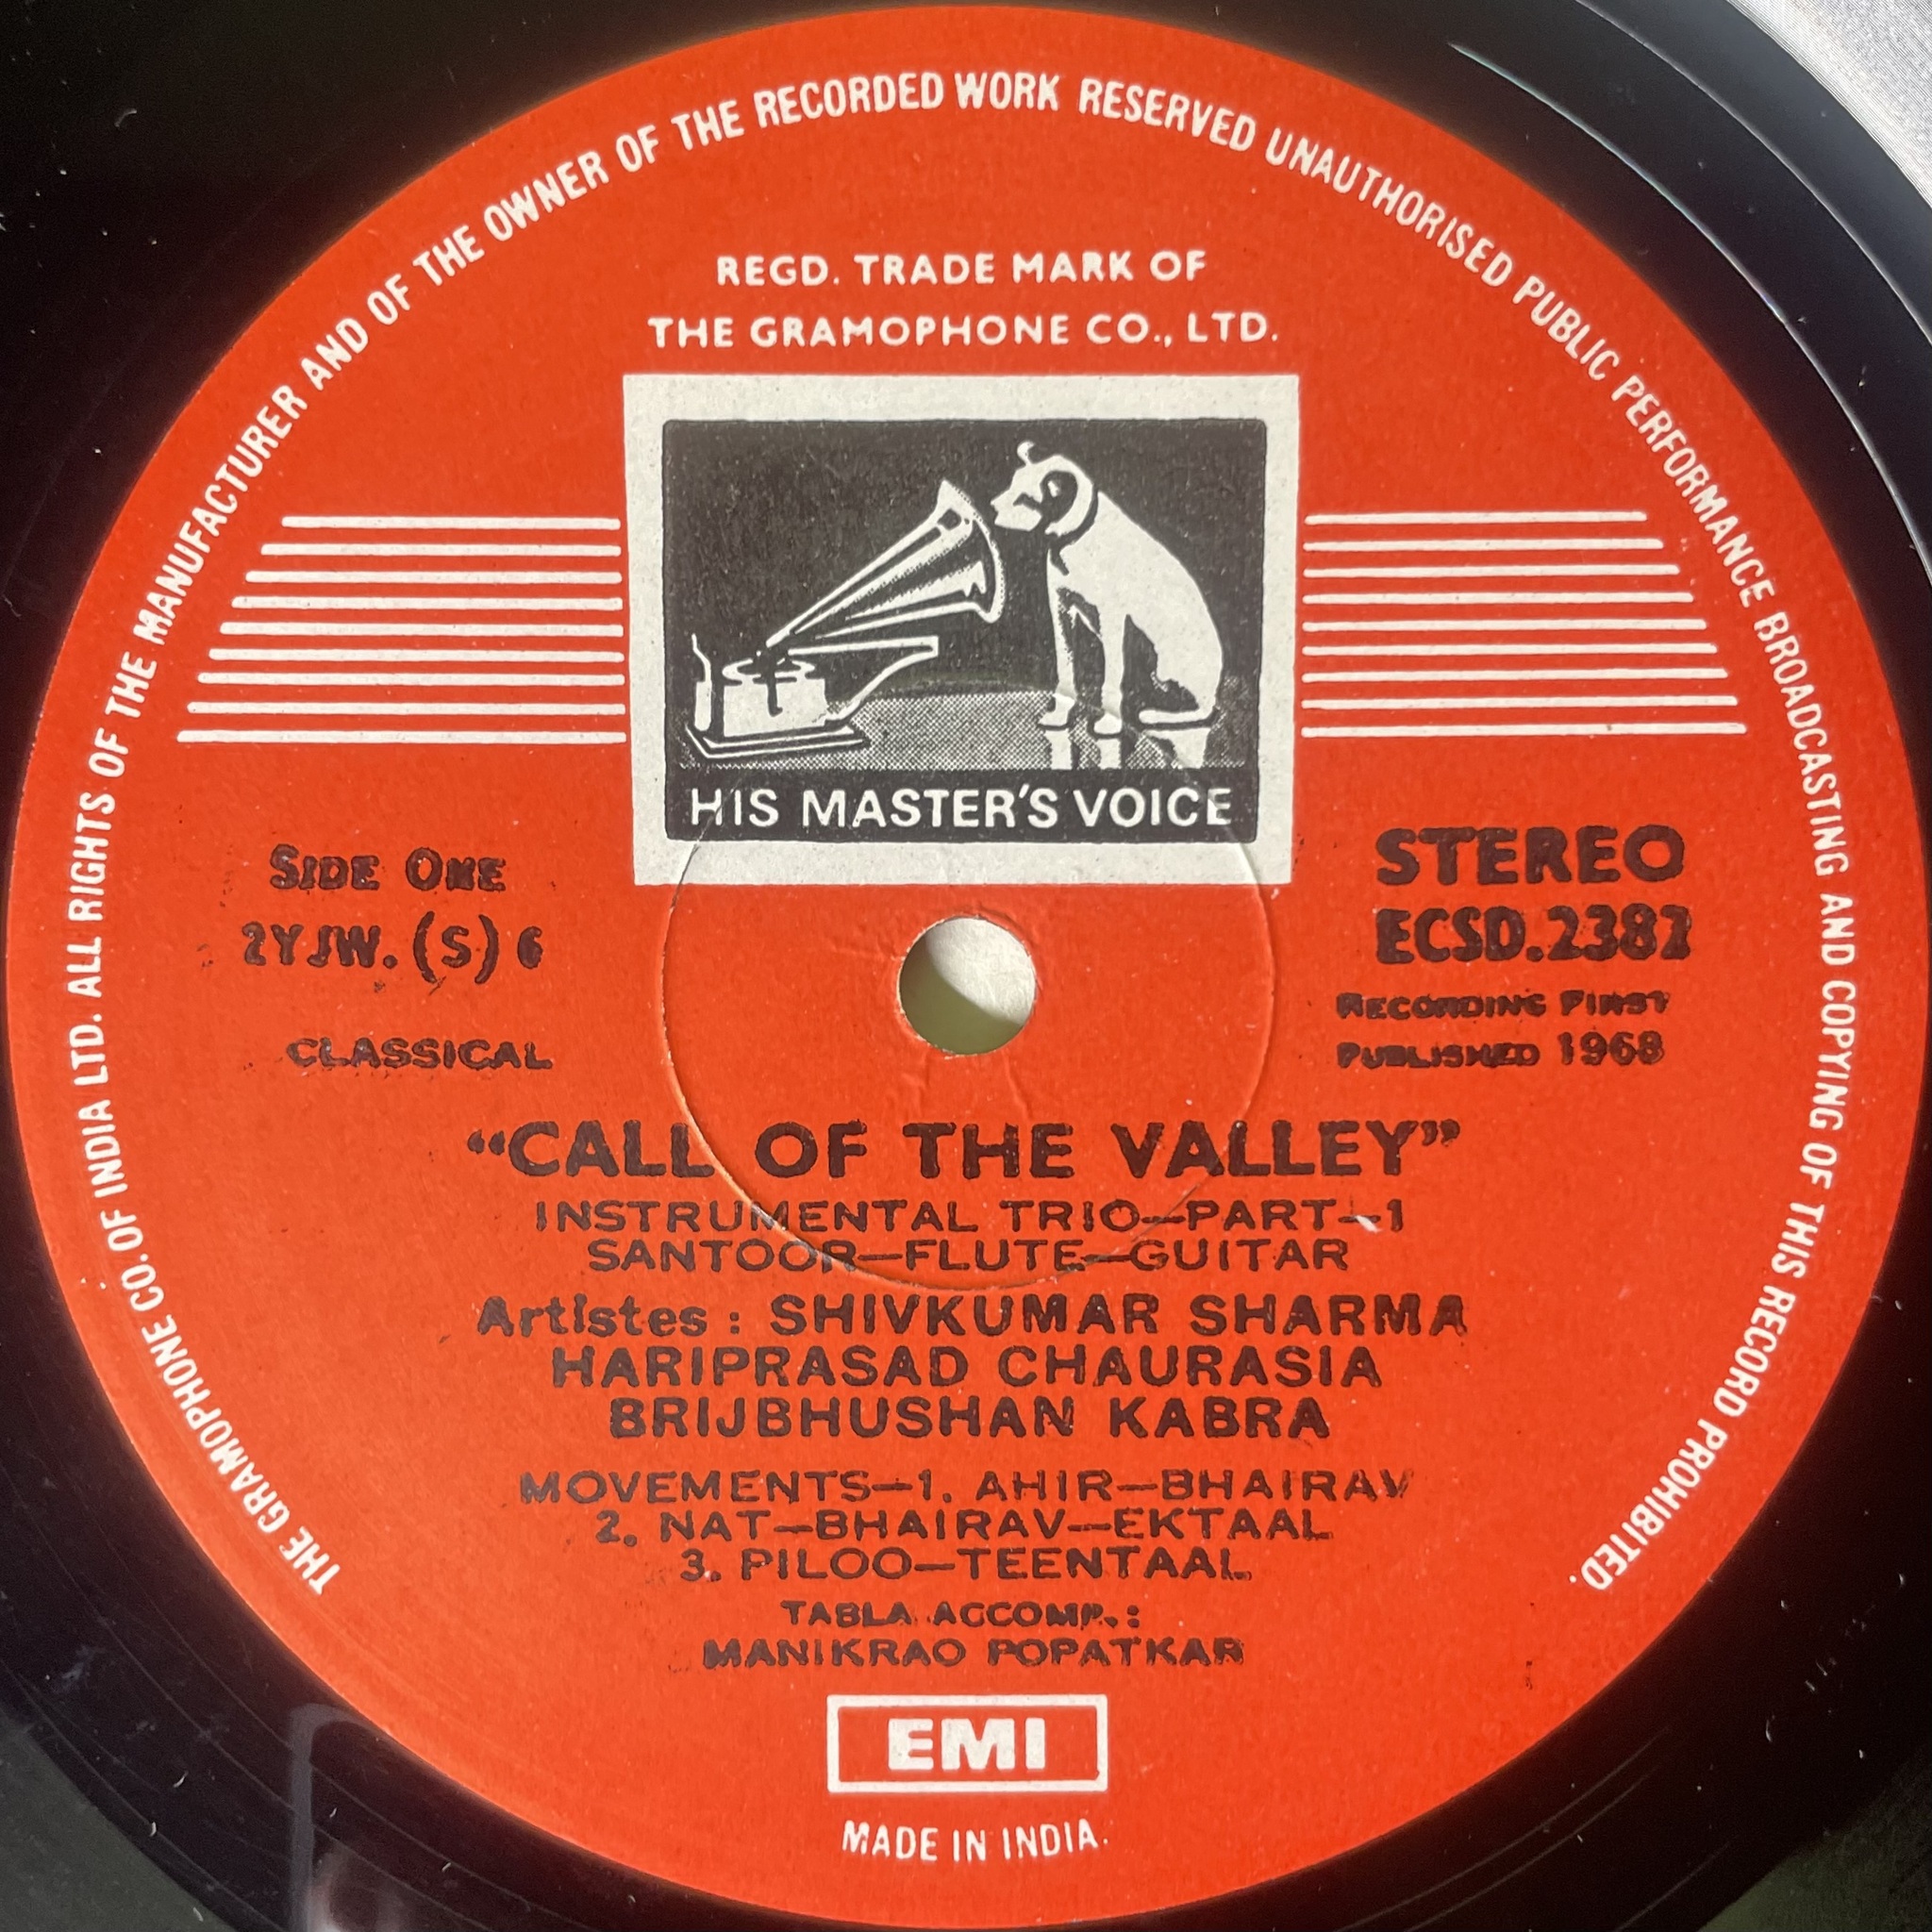 THE GRAMOPHONE CO. OF INDIA LTD. ALL RIGHTS OF THE MANUFACTURER AND OF THE OWNER OF THE RECORDED WORK RESERVED UNAUTHORISED PUBLIC PERFORMANCE BROADCASTING AND COPYING OF THIS RECORD PROHIBITED.
REGD. TRADE MARK OF
THE GRAMOPHONE CO., LTD.
HIS MASTER'S VOICE
SIDE ONE
2YJW. (S) 6
CLASSICAL
STEREO
ECSD.2382
RECORDING FIRST
PUBLISHED 1968
“CALL OF THE VALLEY”
INSTRUMENTAL TRIO—PART—1
SANTOOR—FLUTE—GUITAR
Artistes : SHIVKUMAR SHARMA
HARIPRASAD CHAURASIA
BRIJBHUSHAN KABRA
MOVEMENTS—1. AHIR—BHAIRAV
2. NAT—BHAIRAV—EKTAAL
3. PILOO—TEENTAAL
TABLA ACCOMP. :
MANIKRAO POPATKAR
EMI
MADE IN INDIA.